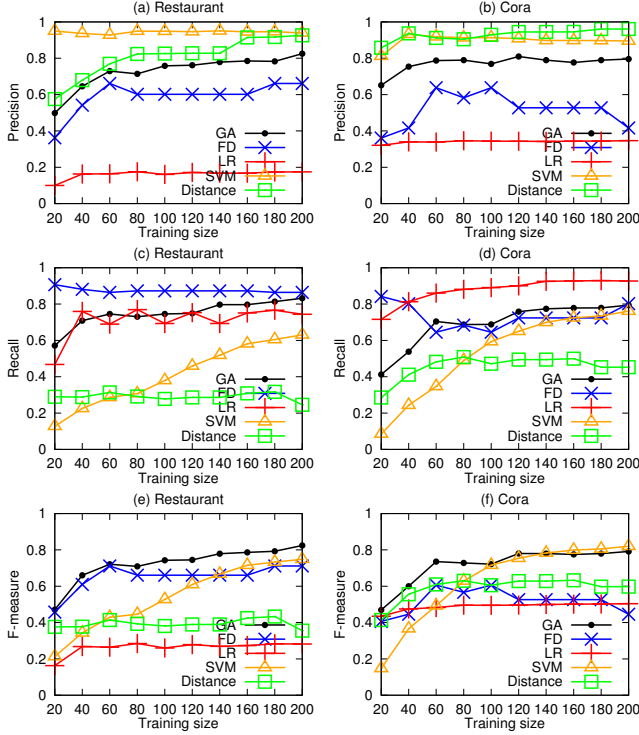 (a) Restaurant
1
0.8
0.6
0.4
0.2
0
Precision
GA
FD
LR
SVM
Distance
20 40 60 80 100 120 140 160 180 200
Training size
(b) Cora
1
0.8
0.6
0.4
0.2
0
Precision
GA
FD
LR
SVM
Distance
20 40 60 80 100 120 140 160 180 200
Training size
(c) Restaurant
1
0.8
0.6
0.4
0.2
0
Recall
GA
FD
LR
SVM
Distance
20 40 60 80 100 120 140 160 180 200
Training size
(d) Cora
1
0.8
0.6
0.4
0.2
0
Recall
GA
FD
LR
SVM
Distance
20 40 60 80 100 120 140 160 180 200
Training size
(e) Restaurant
1
0.8
0.6
0.4
0.2
0
F-measure
GA
FD
LR
SVM
Distance
20 40 60 80 100 120 140 160 180 200
Training size
(f) Cora
1
0.8
0.6
0.4
0.2
0
F-measure
GA
FD
LR
SVM
Distance
20 40 60 80 100 120 140 160 180 200
Training size